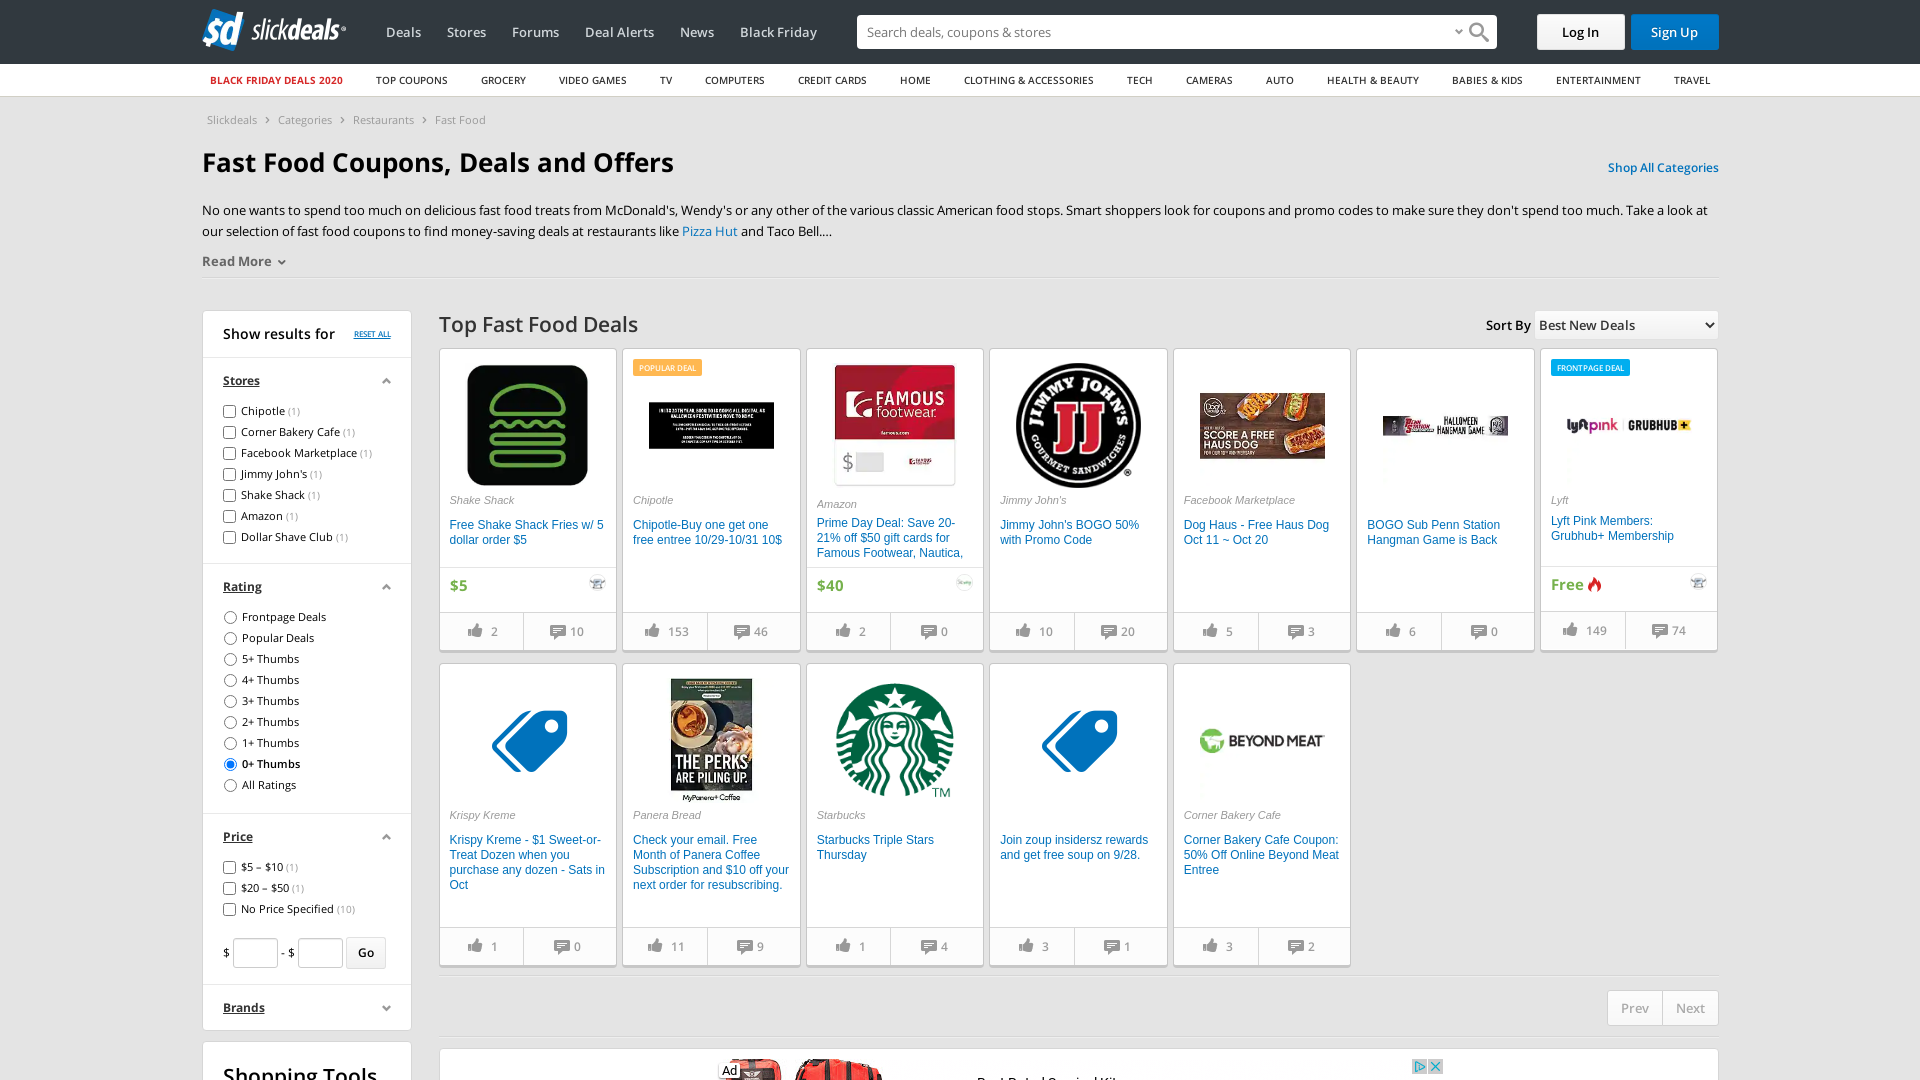 sd slickdeals
Deals
Stores
Forums
Deal Alerts
News
Black Friday
Search deals, coupons & shopping
Log In
Sign Up
BLACK FRIDAY DEALS 2020
TOP COUPONS
GROCERY
VIDEO GAMES
TV
COMPUTERS
CREDIT CARDS
HOME
CLOTHING & ACCESSORIES
TECH
CAMERAS
AUTO
HEALTH & BEAUTY
BABIES & KIDS
ENTERTAINMENT
TRAVEL
Slickdeals > Categories > Restaurants > Fast Food
Fast Food Coupons, Deals and Offers
Shop All Categories
No one wants to spend too much on delicious fast food treats from McDonald's, Wendy's or any other of the various classic American food stops. Smart shoppers look for coupons and promo codes to make sure they don't spend too much. Take a look at
our selection of fast food coupons to find money-saving deals at restaurants like Pizza Hut and Taco Bell....
Read More
Show results for
RESET ALL
Stores
Chipotle (1)
Corner Bakery Cafe (1)
Facebook Marketplace (1)
Jimmy John's (1)
Shake Shack (1)
Amazon (1)
Dollar Shave Club (1)
Rating
Frontpage Deals
Popular Deals
5+ Thumbs
4+ Thumbs
3+ Thumbs
2+ Thumbs
1+ Thumbs
0+ Thumbs
All Ratings
Price
$5 – $10 (1)
$20 – $50 (1)
No Price Specified (10)
$ - $ Go
Brands
Shopping Tools
Top Fast Food Deals
Sort By Best New Deals
Shake Shack
Free Shake Shack Fries w/ 5
dollar order $5
$5
2
10
POPULAR DEAL
Chipotle
Chipotle-Buy one get one
free entree 10/29-10/31 10$
153
46
FAMOUS
footwear
famous.com
$
Amazon
Prime Day Deal: Save 20-
21% off $50 gift cards for
Famous Footwear, Nautica,
$40
2
0
JIMMY JOHN'S
JJ
GOURMET SANDWICHES
Jimmy John's
Jimmy John's BOGO 50%
with Promo Code
10
20
SCORE A FREE
HAUS DOG
Facebook Marketplace
Dog Haus - Free Haus Dog
Oct 11 ~ Oct 20
5
3
HALLOWEEN
HANGMAN GAME
BOGO Sub Penn Station
Hangman Game is Back
6
0
FRONTPAGE DEAL
lyft pink GRUBHUB+
Lyft
Lyft Pink Members:
Grubhub+ Membership
Free
149
74
Krispy Kreme
Krispy Kreme - $1 Sweet-or-
Treat Dozen when you
purchase any dozen - Sats in
Oct
1
0
THE PERKS
ARE PILING UP.
MyPanera+ Coffee
Panera Bread
Check your email. Free
Month of Panera Coffee
Subscription and $10 off your
next order for resubscribing.
11
9
TM
Starbucks
Starbucks Triple Stars
Thursday
1
4
Join zoup insidersz rewards
and get free soup on 9/28.
3
1
BEYOND MEAT
Corner Bakery Cafe
Corner Bakery Cafe Coupon:
50% Off Online Beyond Meat
Entree
3
2
Prev
Next
Ad